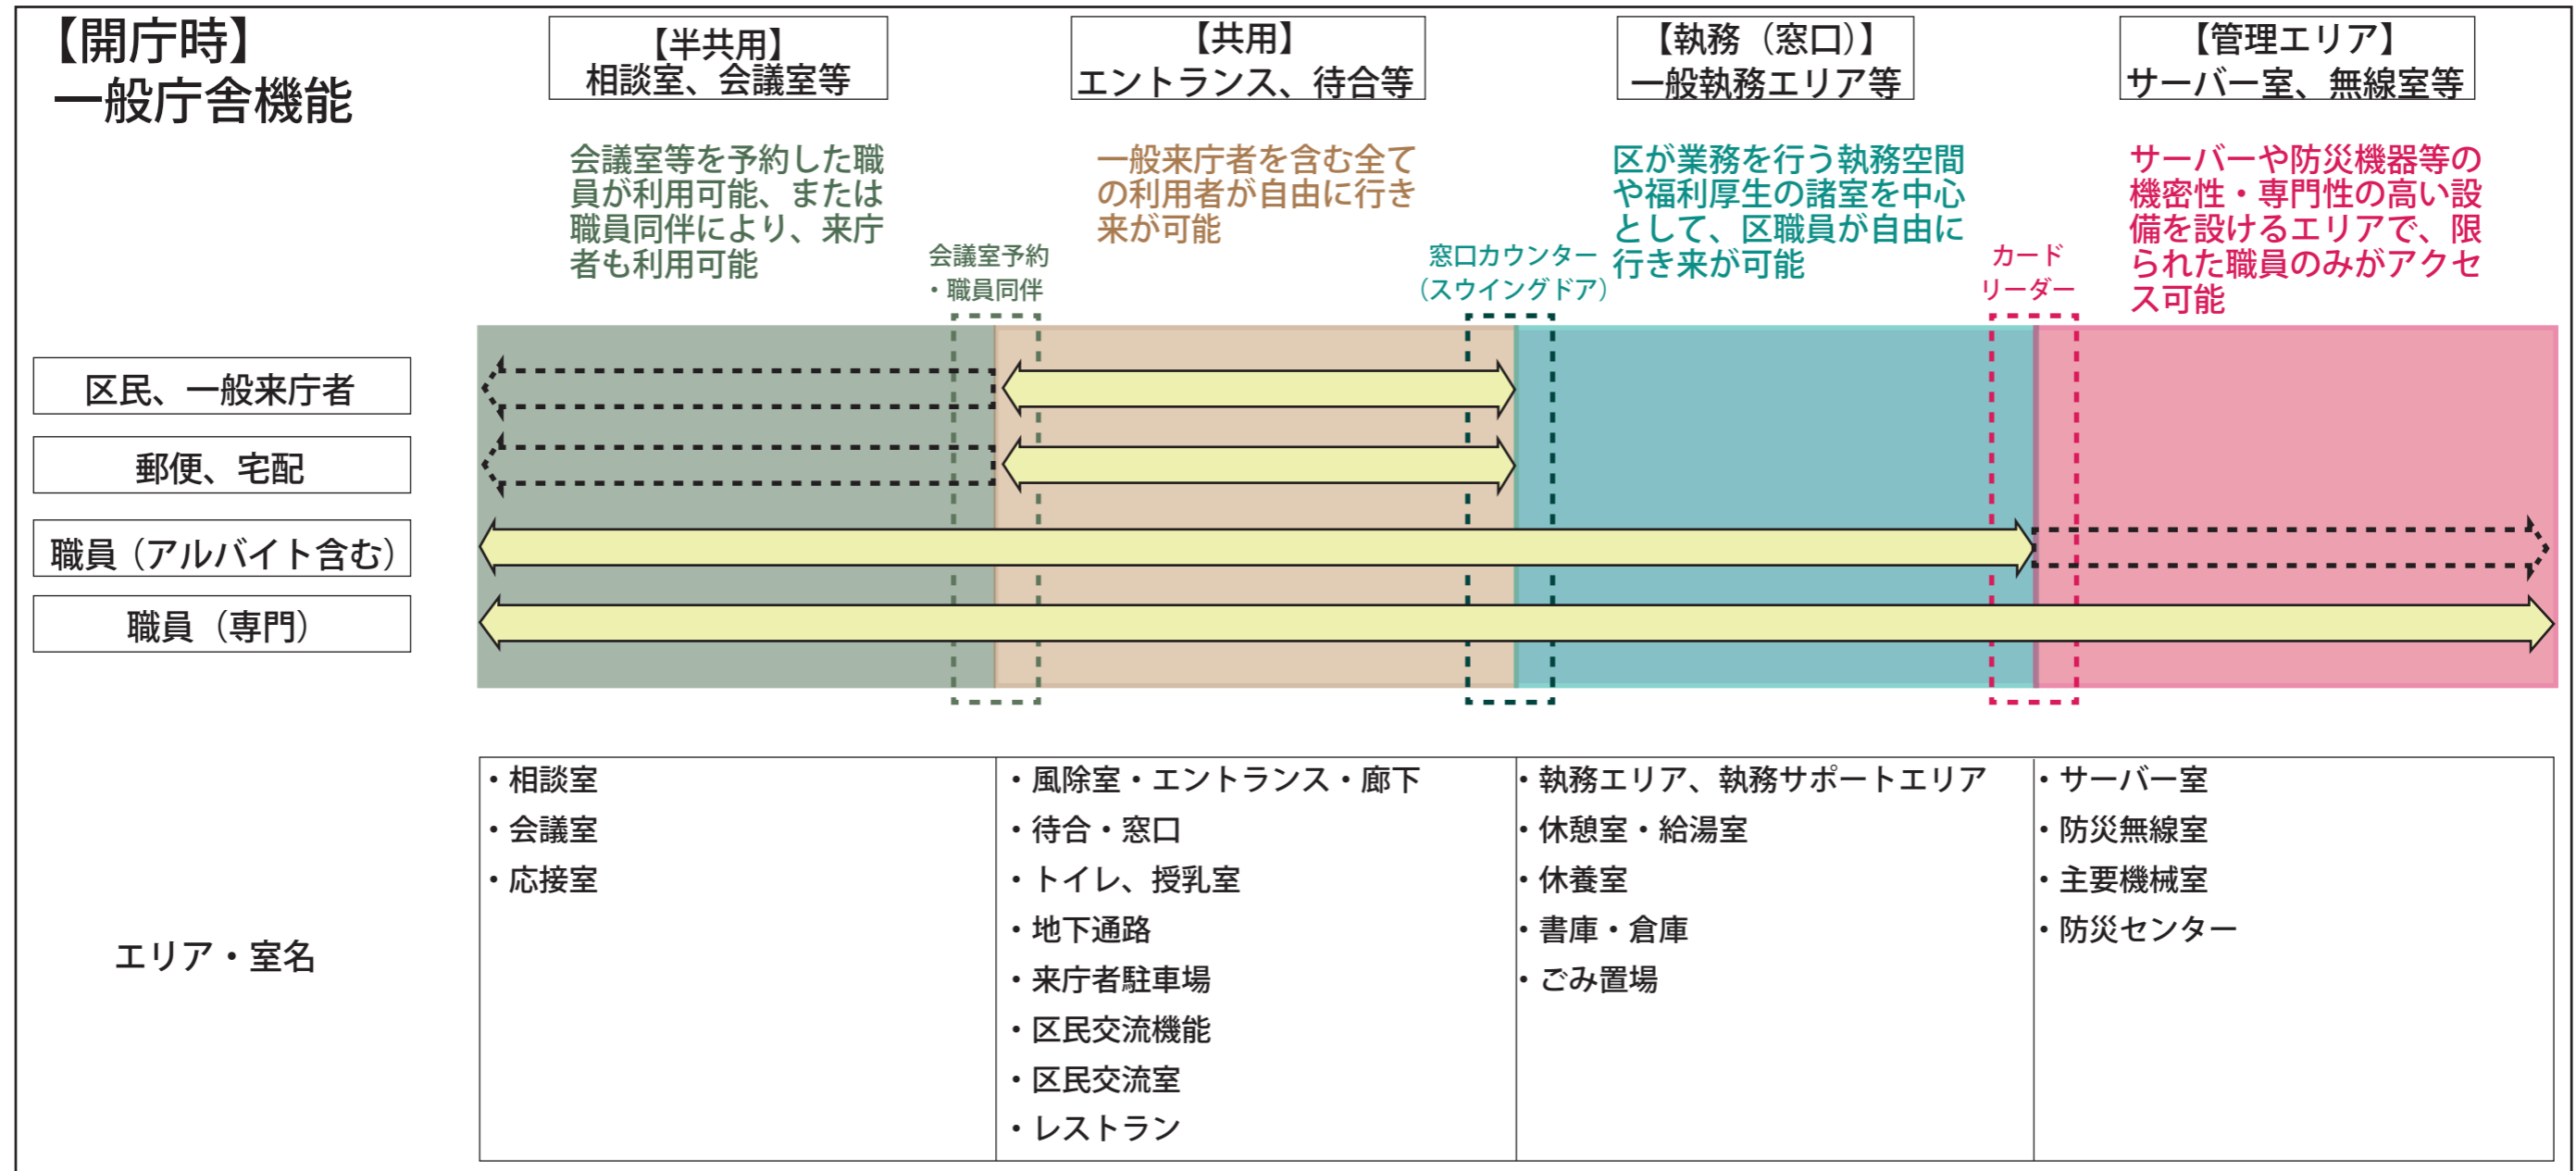 【開庁時】
一般庁舎機能
【半共用】
相談室、会議室等
【共用】
エントランス、待合等
【執務（窓口）】
一般執務エリア等
【管理エリア】
サーバー室、無線室等
会議室等を予約した職
員が利用可能、または
職員同伴により、来庁
者も利用可能
会議室予約
・職員同伴
一般来庁者を含む全て
の利用者が自由に行き
来が可能
窓口カウンター
（スウイングドア）
区が業務を行う執務空間
や福利厚生の諸室を中心
として、区職員が自由に
行き来が可能
カード
リーダー
サーバーや防災機器等の
機密性・専門性の高い設
備を設けるエリアで、限
られた職員のみがアクセ
ス可能
区民、一般来庁者
郵便、宅配
職員（アルバイト含む）
職員（専門）
エリア・室名
・相談室
・会議室
・応接室
・風除室・エントランス・廊下
・待合・窓口
・トイレ、授乳室
・地下通路
・来庁者駐車場
・区民交流機能
・区民交流室
・レストラン
・執務エリア、執務サポートエリア
・休憩室・給湯室
・休養室
・書庫・倉庫
・ごみ置場
・サーバー室
・防災無線室
・主要機械室
・防災センター